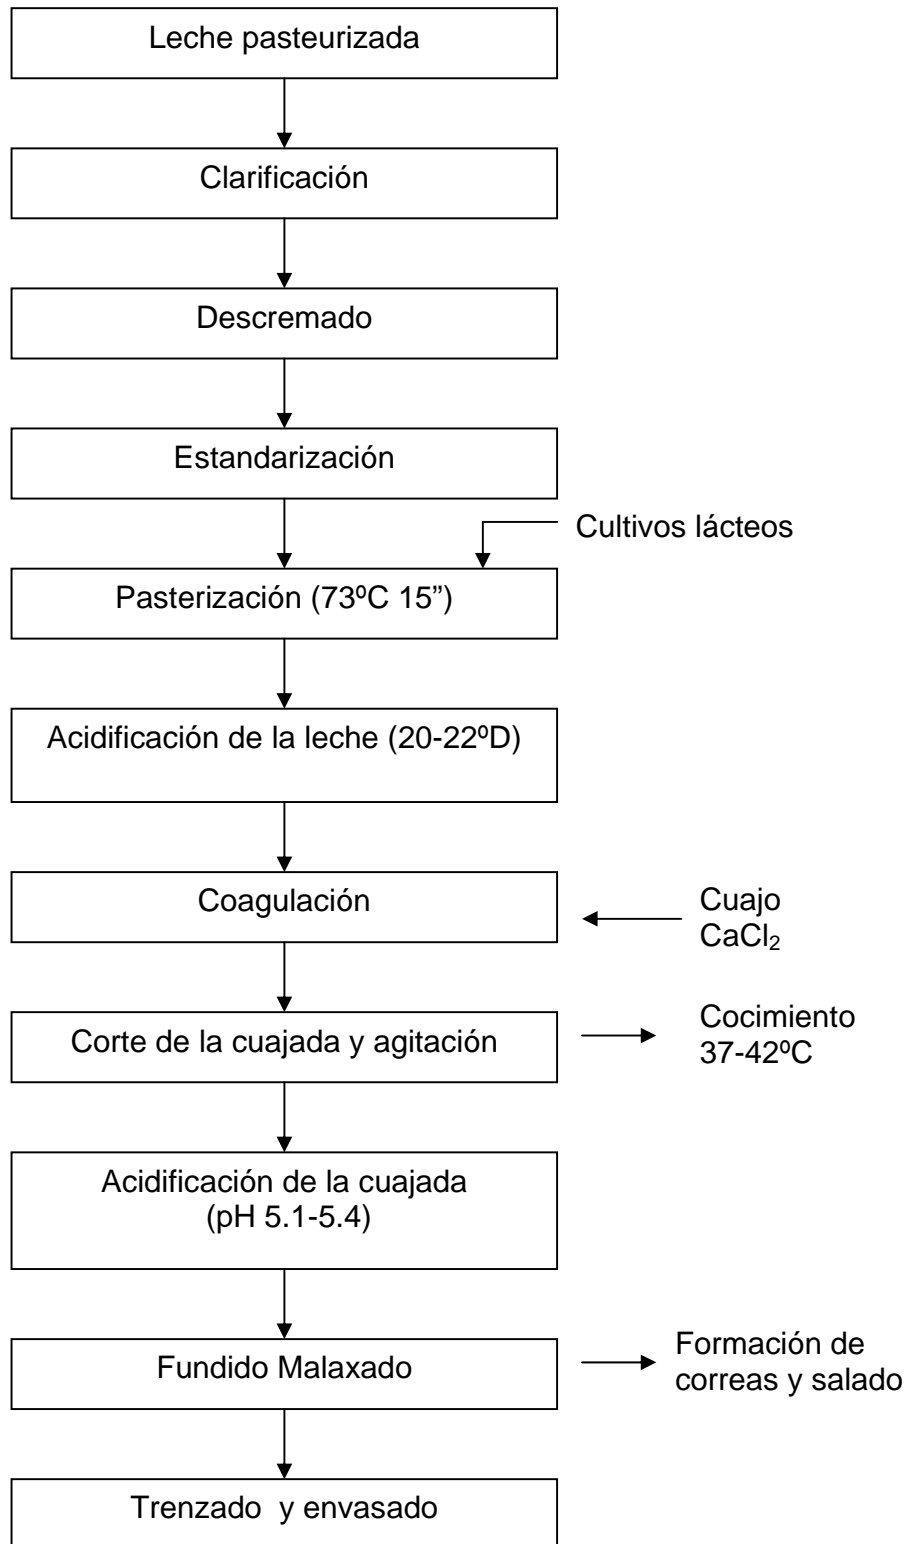 Leche pasteurizada
Clarificación
Descremado
Estandarización
Cultivos lácteos
Pasterización (73ºC 15”)
Acidificación de la leche (20-22ºD)
Coagulación
Cuajo
CaCl₂
Corte de la cuajada y agitación
Cocimiento
37-42ºC
Acidificación de la cuajada
(pH 5.1-5.4)
Fundido Malaxado
Formación de
correas y salado
Trenzado y envasado